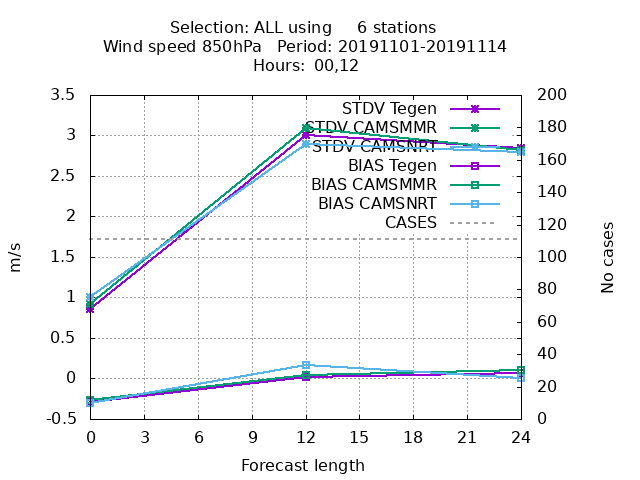 Selection: ALL using     6 stations
Wind speed 850hPa   Period: 20191101-20191114
Hours:  00,12
3.5
3
2.5
2
1.5
1
0.5
0
-0.5
m/s
STDV Tegen
STDV CAMSMMR
STDV CAMSNRT
BIAS Tegen
BIAS CAMSMMR
BIAS CAMSNRT
CASES
200
180
160
140
120
100
80
60
40
20
0
No cases
0 3 6 9 12 15 18 21 24
Forecast length